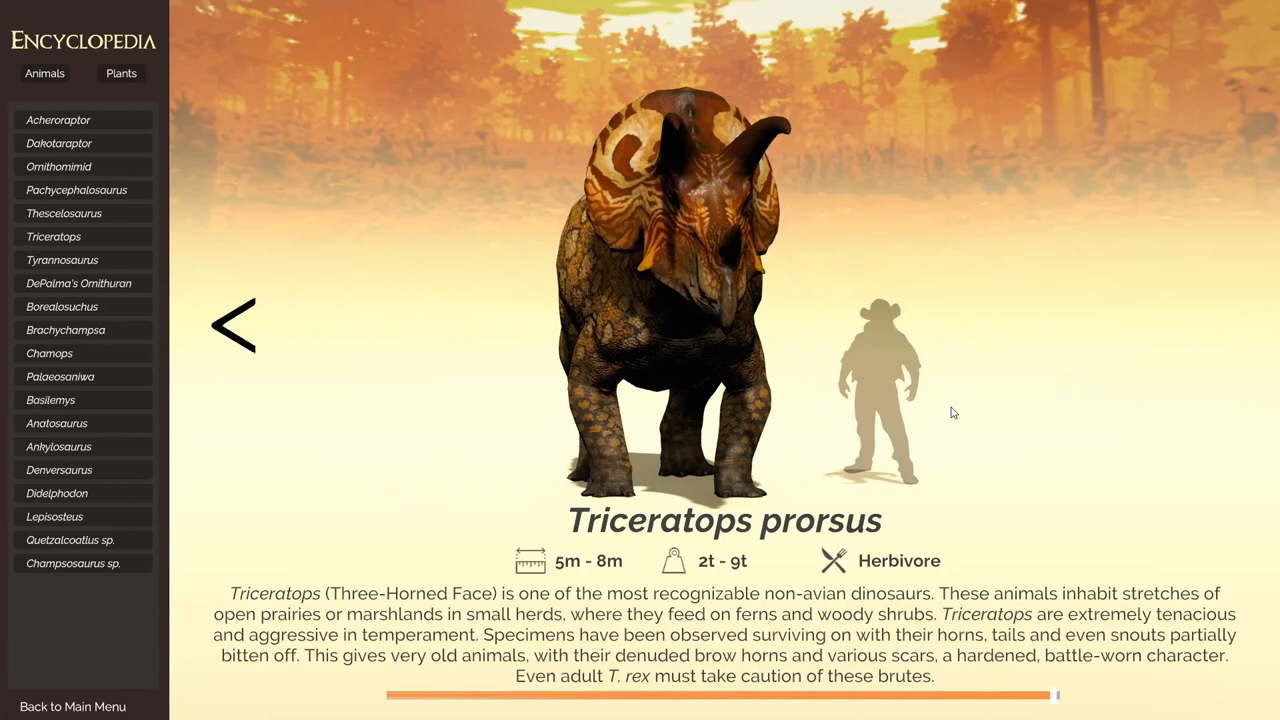 ENCYCLOPEDIA
Animals Plants
Acheroraptor
Dakotaraptor
Ornithomimid
Pachycephalosaurus
Thescelosaurus
Triceratops
Tyrannosaurus
DePalma's Ornithuran
Borealosuchus
Brachychampsa
Chamops
Palaeosaniwa
Basilemys
Anatosaurus
Ankylosaurus
Denversaurus
Didelphodon
Lepisosteus
Quetzalcoatlus sp.
Champsosaurus sp.
Back to Main Menu
<
Triceratops prorsus
5m - 8m 2t - 9t Herbivore
Triceratops (Three-Horned Face) is one of the most recognizable non-avian dinosaurs. These animals inhabit stretches of
open prairies or marshlands in small herds, where they feed on ferns and woody shrubs. Triceratops are extremely tenacious
and aggressive in temperament. Specimens have been observed surviving on with their horns, tails and even snouts partially
bitten off. This gives very old animals, with their denuded brow horns and various scars, a hardened, battle-worn character.
Even adult T. rex must take caution of these brutes.